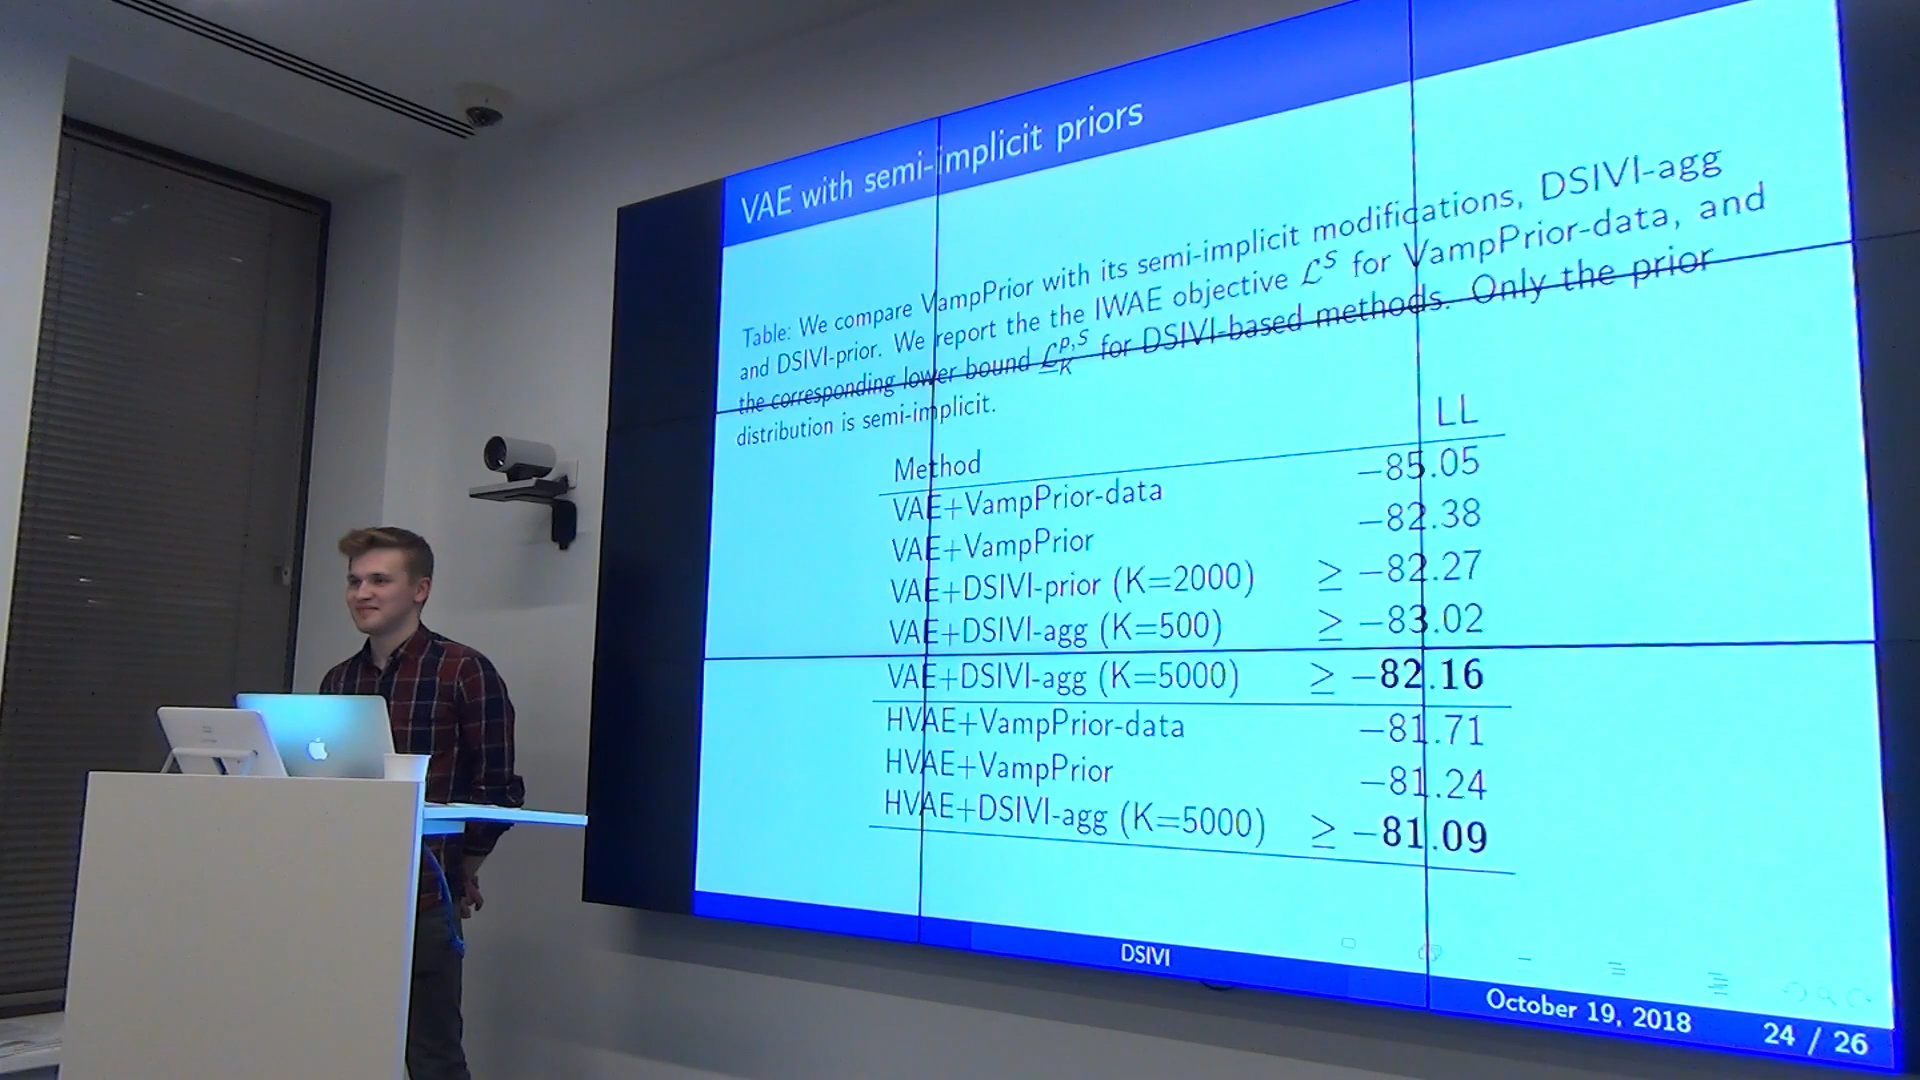 VAE with semi-implicit priors
Table: We compare VampPrior with its semi-implicit modifications, DSIVI-agg
and DSIVI-prior. We report the the IWAE objective ℒ^S for VampPrior-data, and
the corresponding lower bound ℒ_K^{p,S} for DSIVI-based methods. Only the prior
distribution is semi-implicit.
Method LL
VAE+VampPrior-data −85.05
VAE+VampPrior −82.38
VAE+DSIVI-prior (K=2000) ≥ −82.27
VAE+DSIVI-agg (K=500) ≥ −83.02
VAE+DSIVI-agg (K=5000) ≥ −82.16
HVAE+VampPrior-data −81.71
HVAE+VampPrior −81.24
HVAE+DSIVI-agg (K=5000) ≥ −81.09
DSIVI
October 19, 2018 24 / 26